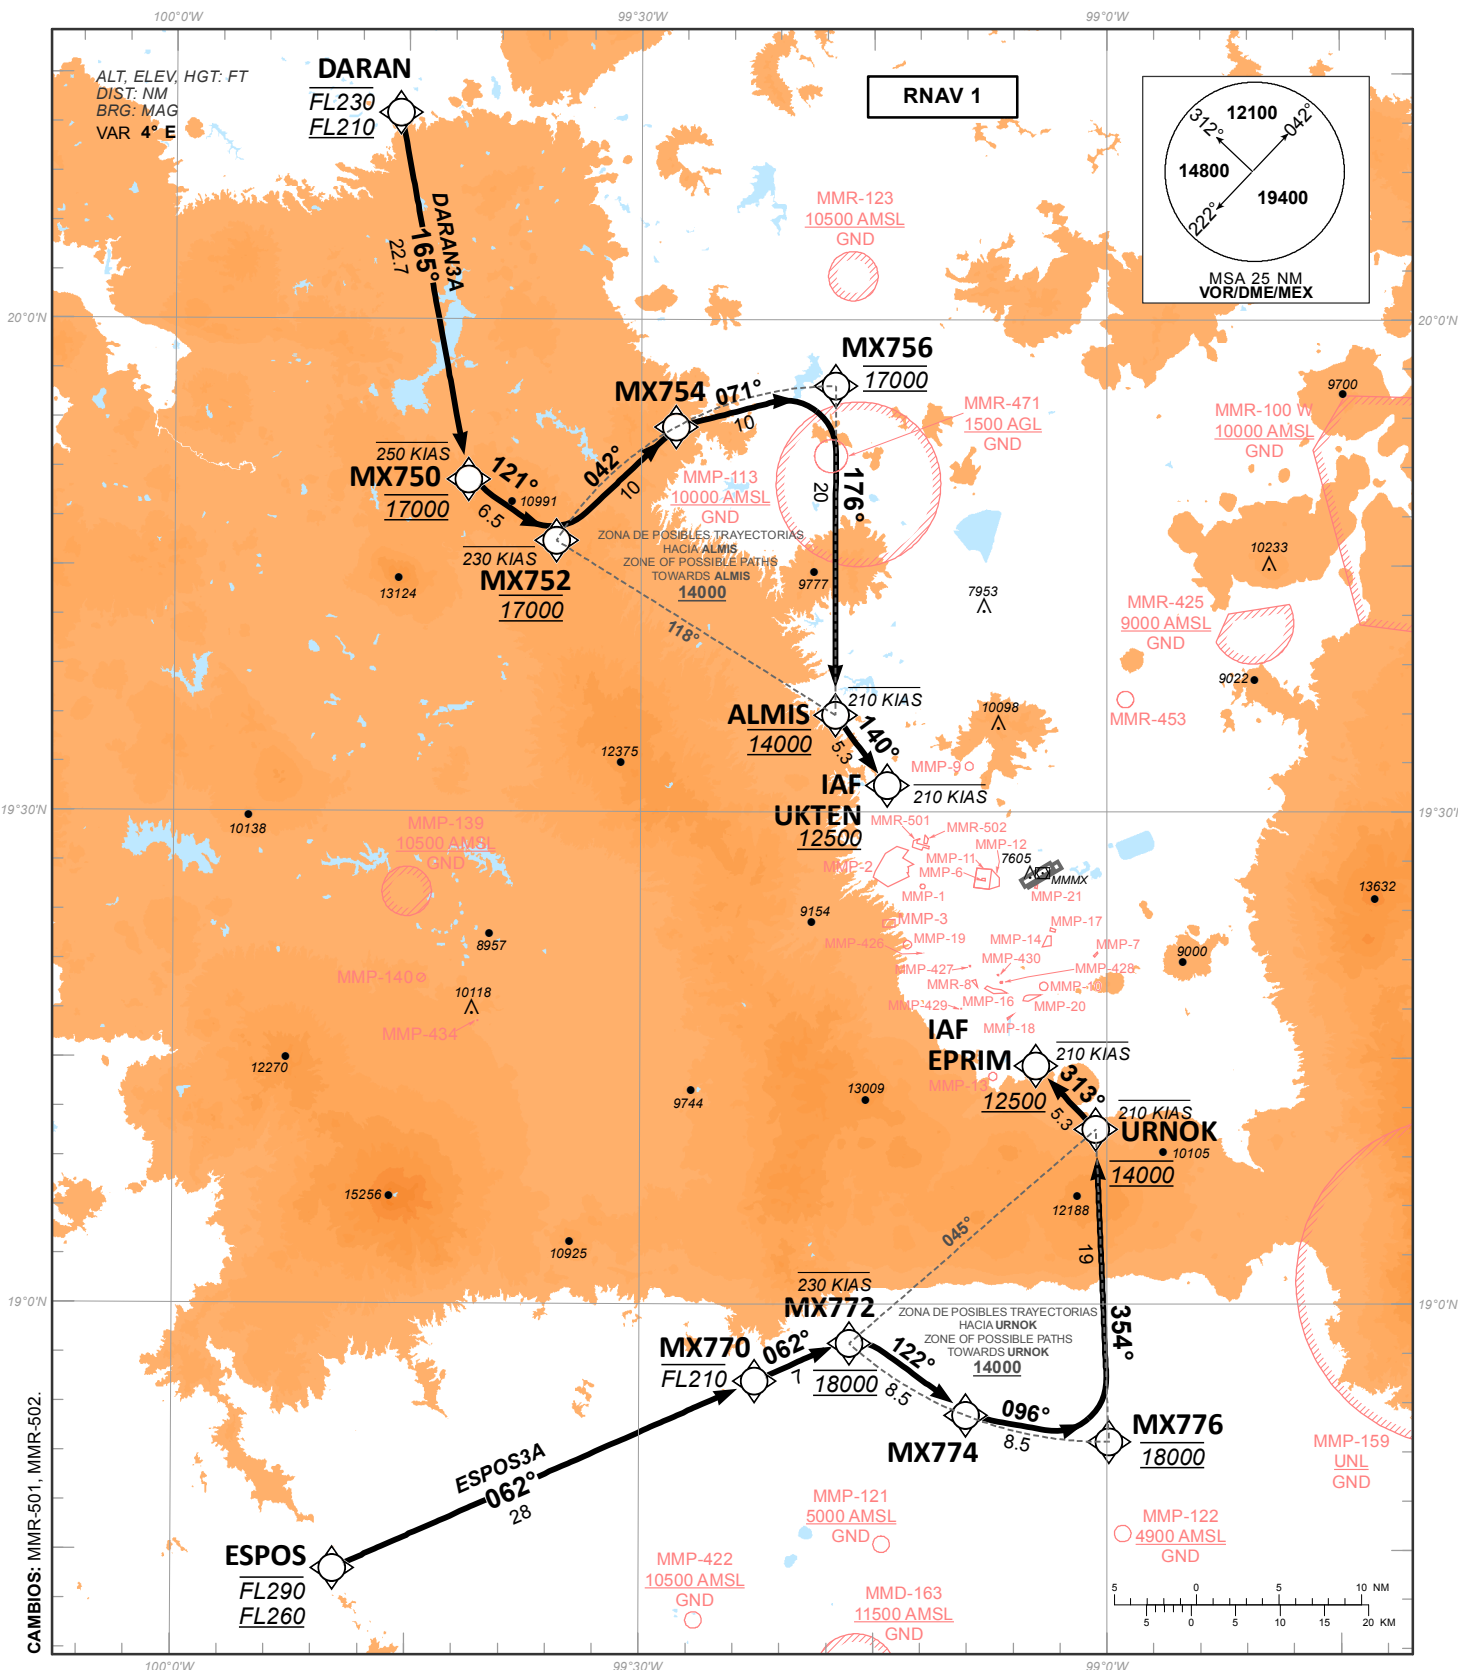 100°0'W
99°30'W
99°0'W
ALT, ELEV, HGT: FT
DIST: NM
BRG: MAG
VAR 4° E
DARAN
FL230
FL210
RNAV 1
12100
312°
042°
14800
19400
222°
MSA 25 NM
VOR/DME/MEX
DARAN3A
165°
22.7
MMR-123
10500 AMSL
GND
20°0'N
20°0'N
MX756
17000
MX754
071°
10
MMR-471
1500 AGL
GND
9700
MMR-100 W
10000 AMSL
GND
250 KIAS
MX750
17000
121°
6.5
10991
042°
10
MMP-113
10000 AMSL
GND
20
176°
230 KIAS
MX752
17000
ZONA DE POSIBLES TRAYECTORIAS
HACIA ALMIS
ZONE OF POSSIBLE PATHS
TOWARDS ALMIS
14000
13124
9777
7953
10233
MMR-425
9000 AMSL
GND
118°
9022
MMR-453
210 KIAS
ALMIS
14000
140°
5.3
10098
12375
MMP-9
IAF
UKTEN
12500
210 KIAS
19°30'N
19°30'N
10138
MMP-139
10500 AMSL
GND
MMR-501
MMR-502
MMP-12
MMP-11
7605
MMP-2
MMP-6
MMMX
MMP-1
MMP-21
13632
9154
MMP-3
MMP-17
8957
MMP-426
MMP-19
MMP-14
MMP-7
MMP-430
9000
MMP-140
MMP-427
MMP-428
MMR-8
10118
MMP-429
MMP-16
MMP-20
MMP-434
MMP-18
IAF
EPRIM
12500
210 KIAS
12270
MMP-13
313°
5.3
13009
9744
210 KIAS
URNOK
14000
10105
15256
12188
10925
045°
19
354°
19°0'N
19°0'N
230 KIAS
MX772
18000
ZONA DE POSIBLES TRAYECTORIAS
HACIA URNOK
ZONE OF POSSIBLE PATHS
TOWARDS URNOK
14000
MX770
FL210
062°
7
122°
8.5
096°
8.5
MX774
MX776
18000
MMP-159
UNL
GND
ESPOS3A
062°
28
MMP-121
5000 AMSL
GND
MMP-122
4900 AMSL
GND
ESPOS
FL290
FL260
MMP-422
10500 AMSL
GND
MMD-163
11500 AMSL
GND
5 0 5 10 NM
5 0 5 10 15 20 KM
CAMBIOS: MMR-501, MMR-502.
100°0'W
99°30'W
99°0'W